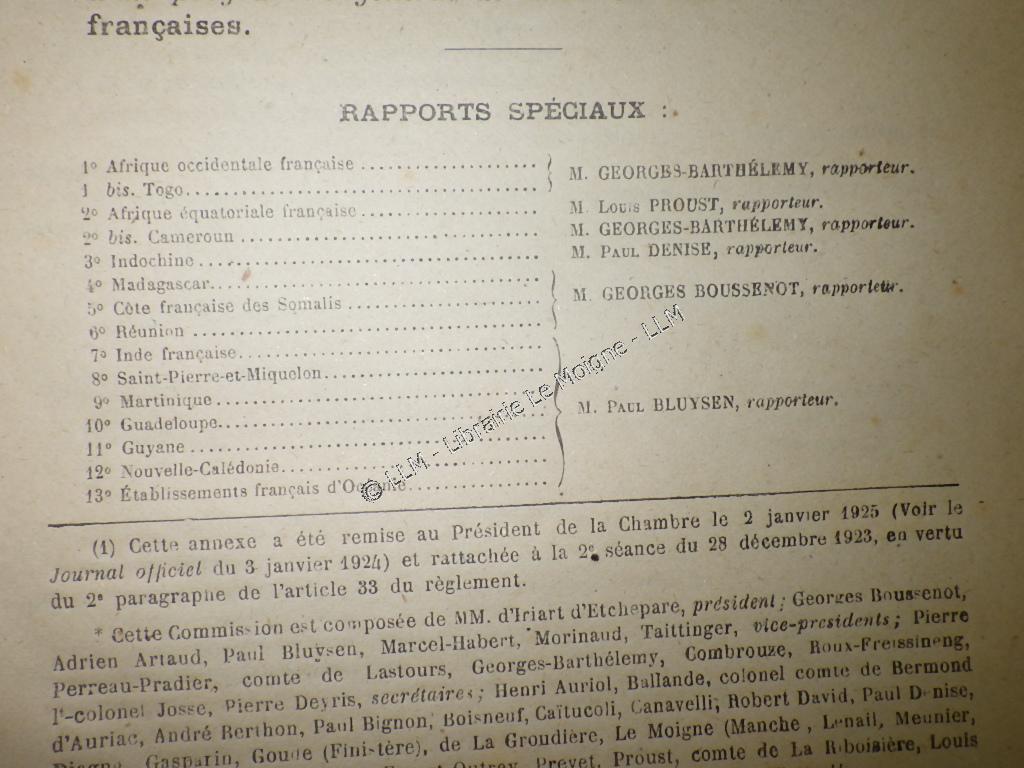 françaises.
RAPPORTS SPÉCIAUX :
1° Afrique occidentale française
1 bis. Togo
M. GEORGES-BARTHÉLEMY, rapporteur.
2° Afrique équatoriale française
M. Louis PROUST, rapporteur.
2° bis. Cameroun
M. GEORGES-BARTHÉLEMY, rapporteur.
3° Indochine
M. PAUL DENISE, rapporteur.
4° Madagascar
5° Côte française des Somalis
6° Réunion
M. GEORGES BOUSSENOT, rapporteur.
7° Inde française
8° Saint-Pierre-et-Miquelon
9° Martinique
10° Guadeloupe
11° Guyane
12° Nouvelle-Calédonie
13° Établissements français d'Océanie
M. PAUL BLUYSEN, rapporteur.
© LLM - Librairie Le Moigne - LLM
(1) Cette annexe a été remise au Président de la Chambre le 2 janvier 1925 (Voir le
Journal officiel du 3 janvier 1924) et rattachée à la 2e séance du 28 décembre 1923, en vertu
du 2e paragraphe de l'article 33 du règlement.
* Cette Commission est composée de MM. d'Iriart d'Etchepare, président; Georges Boussenot,
Adrien Artaud, Paul Bluysen, Marcel-Habert, Morinaud, Taittinger, vice-présidents; Pierre
Perreau-Pradier, comte de Lastours, Georges-Barthélemy, Combrouze, Roux-Freissineng,
lt-colonel Josse, Pierre Deyris, secrétaires; Henri Auriol, Ballande, colonel comte de Bermond
d'Auriac, André Berthon, Paul Bignon, Boisneuf, Caïtucoli, Canavelli, Robert David, Paul Denise,
Diagne, Gasparin, Goude (Finistère), de La Groudière, Le Moigne (Manche, Lenail, Meunier,
Outrey, Prevet, Proust, comte de La Riboisière, Louis